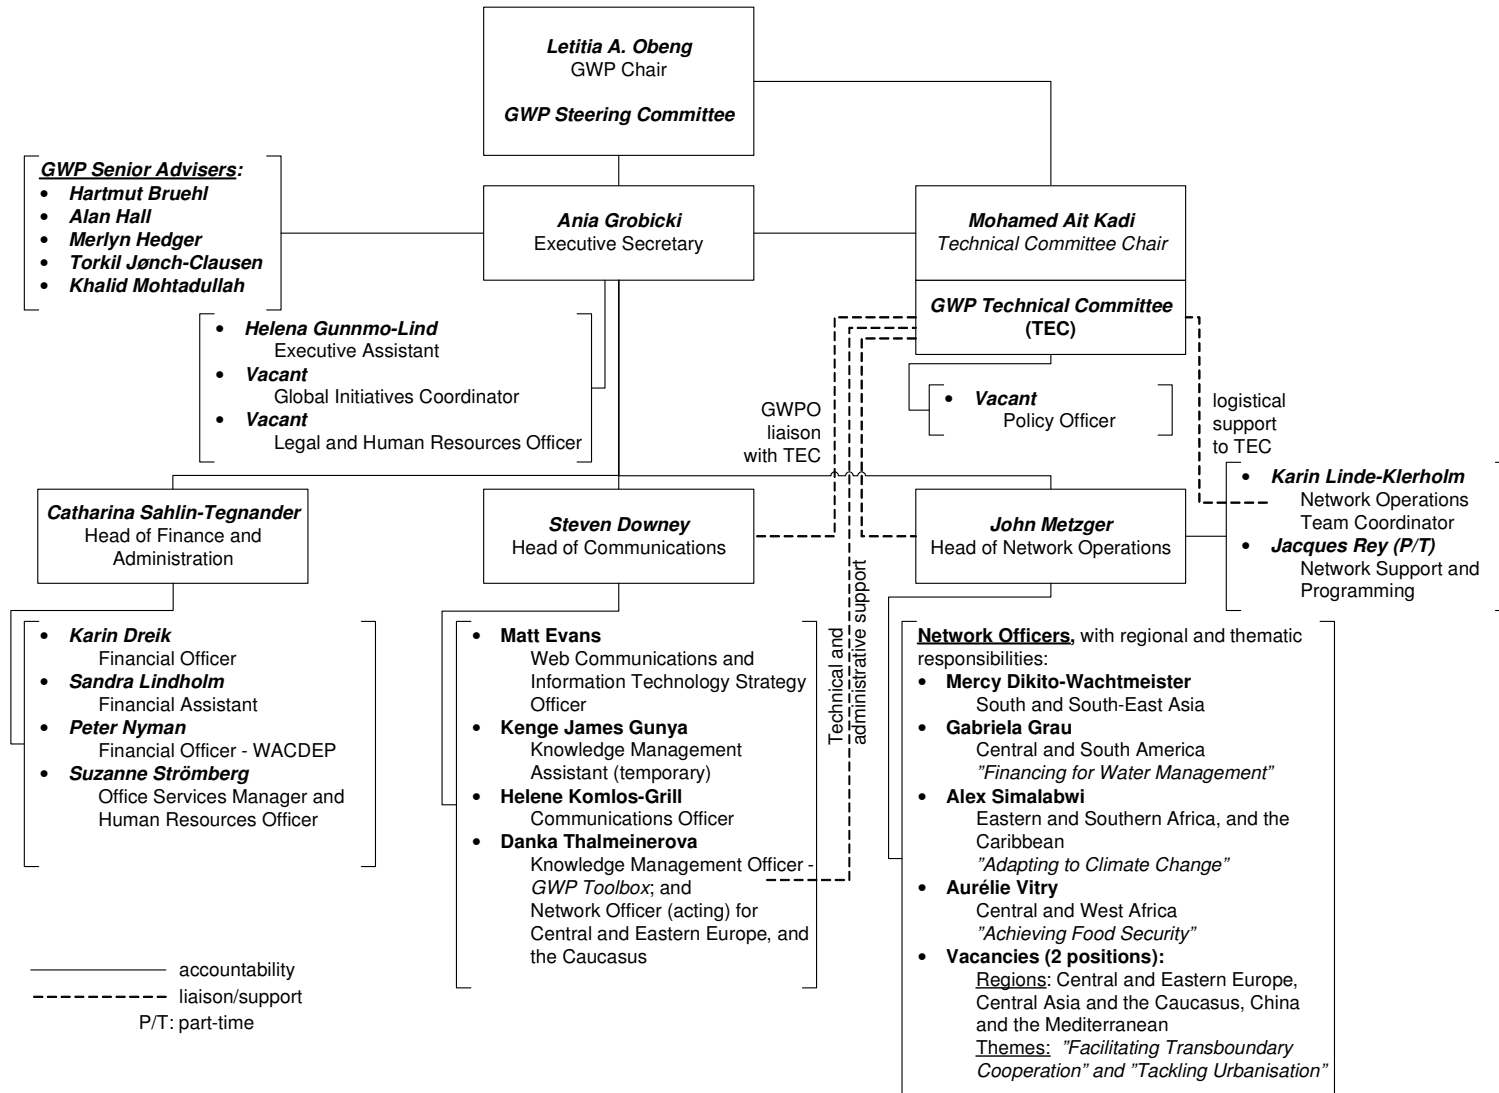 Letitia A. Obeng
GWP Chair
GWP Steering Committee
GWP Senior Advisers:
• Hartmut Bruehl
• Alan Hall
• Merlyn Hedger
• Torkil Jønch-Clausen
• Khalid Mohtadullah
Ania Grobicki
Executive Secretary
Mohamed Ait Kadi
Technical Committee Chair
GWP Technical Committee
(TEC)
• Helena Gunnmo-Lind
Executive Assistant
• Vacant
Global Initiatives Coordinator
• Vacant
Legal and Human Resources Officer
• Vacant
Policy Officer
GWPO
liaison
with TEC
logistical
support
to TEC
Catharina Sahlin-Tegnander
Head of Finance and
Administration
Steven Downey
Head of Communications
John Metzger
Head of Network Operations
• Karin Linde-Klerholm
Network Operations
Team Coordinator
• Jacques Rey (P/T)
Network Support and
Programming
Technical and
administrative support
• Karin Dreik
Financial Officer
• Sandra Lindholm
Financial Assistant
• Peter Nyman
Financial Officer - WACDEP
• Suzanne Strömberg
Office Services Manager and
Human Resources Officer
• Matt Evans
Web Communications and
Information Technology Strategy
Officer
• Kenge James Gunya
Knowledge Management
Assistant (temporary)
• Helene Komlos-Grill
Communications Officer
• Danka Thalmeinerova
Knowledge Management Officer -
GWP Toolbox; and
Network Officer (acting) for
Central and Eastern Europe, and
the Caucasus
Network Officers, with regional and thematic
responsibilities:
• Mercy Dikito-Wachtmeister
South and South-East Asia
• Gabriela Grau
Central and South America
”Financing for Water Management”
• Alex Simalabwi
Eastern and Southern Africa, and the
Caribbean
”Adapting to Climate Change”
• Aurélie Vitry
Central and West Africa
”Achieving Food Security”
• Vacancies (2 positions):
Regions: Central and Eastern Europe,
Central Asia and the Caucasus, China
and the Mediterranean
Themes: ”Facilitating Transboundary
Cooperation” and ”Tackling Urbanisation”
accountability
liaison/support
P/T: part-time